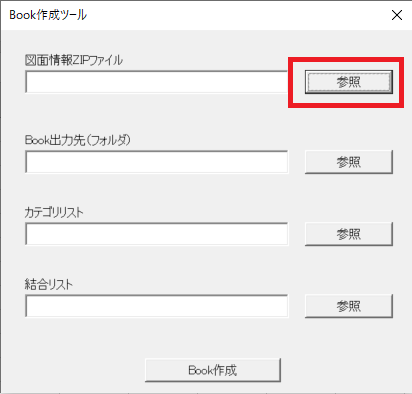 Book作成ツール
図面情報ZIPファイル
参照
Book出力先(フォルダ)
参照
カテゴリリスト
参照
結合リスト
参照
Book作成